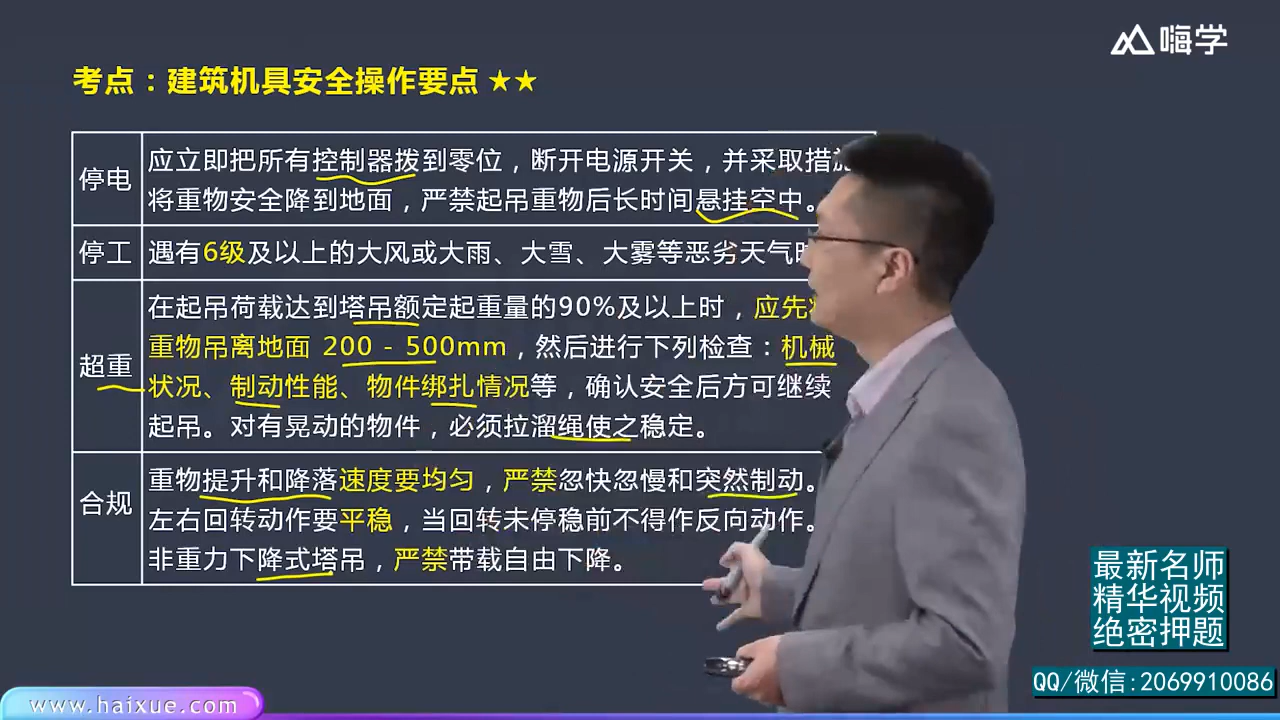 嗨学
考点：建筑机具安全操作要点 ★★
停电
应立即把所有控制器拨到零位，断开电源开关，并采取措施
将重物安全降到地面，严禁起吊重物后长时间悬挂空中。
停工
遇有6级及以上的大风或大雨、大雪、大雾等恶劣天气时
超重
在起吊荷载达到塔吊额定起重量的90%及以上时，应先将
重物吊离地面 200 - 500mm，然后进行下列检查：机械
状况、制动性能、物件绑扎情况等，确认安全后方可继续
起吊。对有晃动的物件，必须拉溜绳使之稳定。
合规
重物提升和降落速度要均匀，严禁忽快忽慢和突然制动。
左右回转动作要平稳，当回转未停稳前不得作反向动作。
非重力下降式塔吊，严禁带载自由下降。
最新名师
精华视频
绝密押题
QQ/微信:2069910086
www.haixue.com